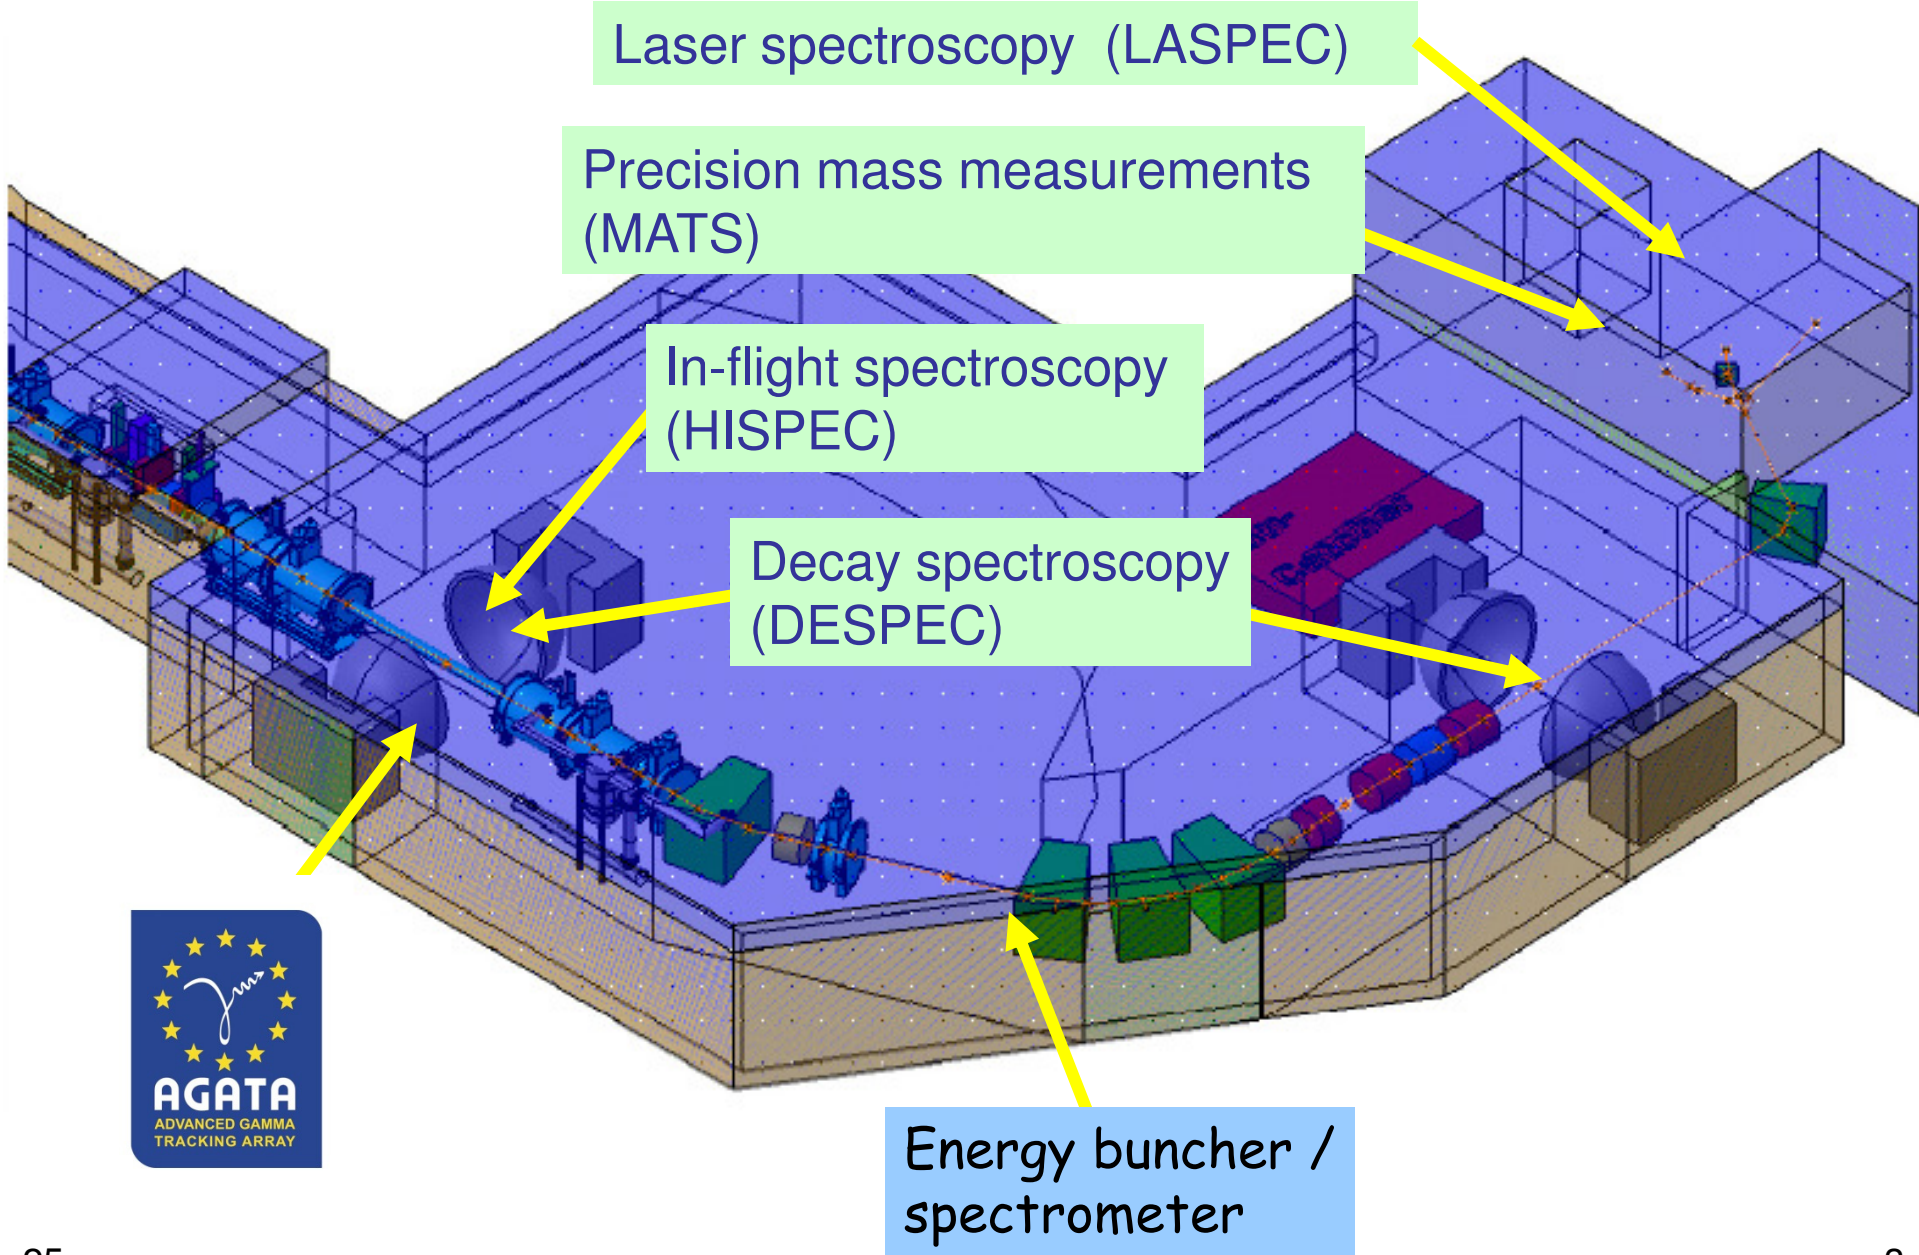 Laser spectroscopy (LASPEC)
Precision mass measurements
(MATS)
In-flight spectroscopy
(HISPEC)
Decay spectroscopy
(DESPEC)
AGATA
ADVANCED GAMMA
TRACKING ARRAY
Energy buncher /
spectrometer